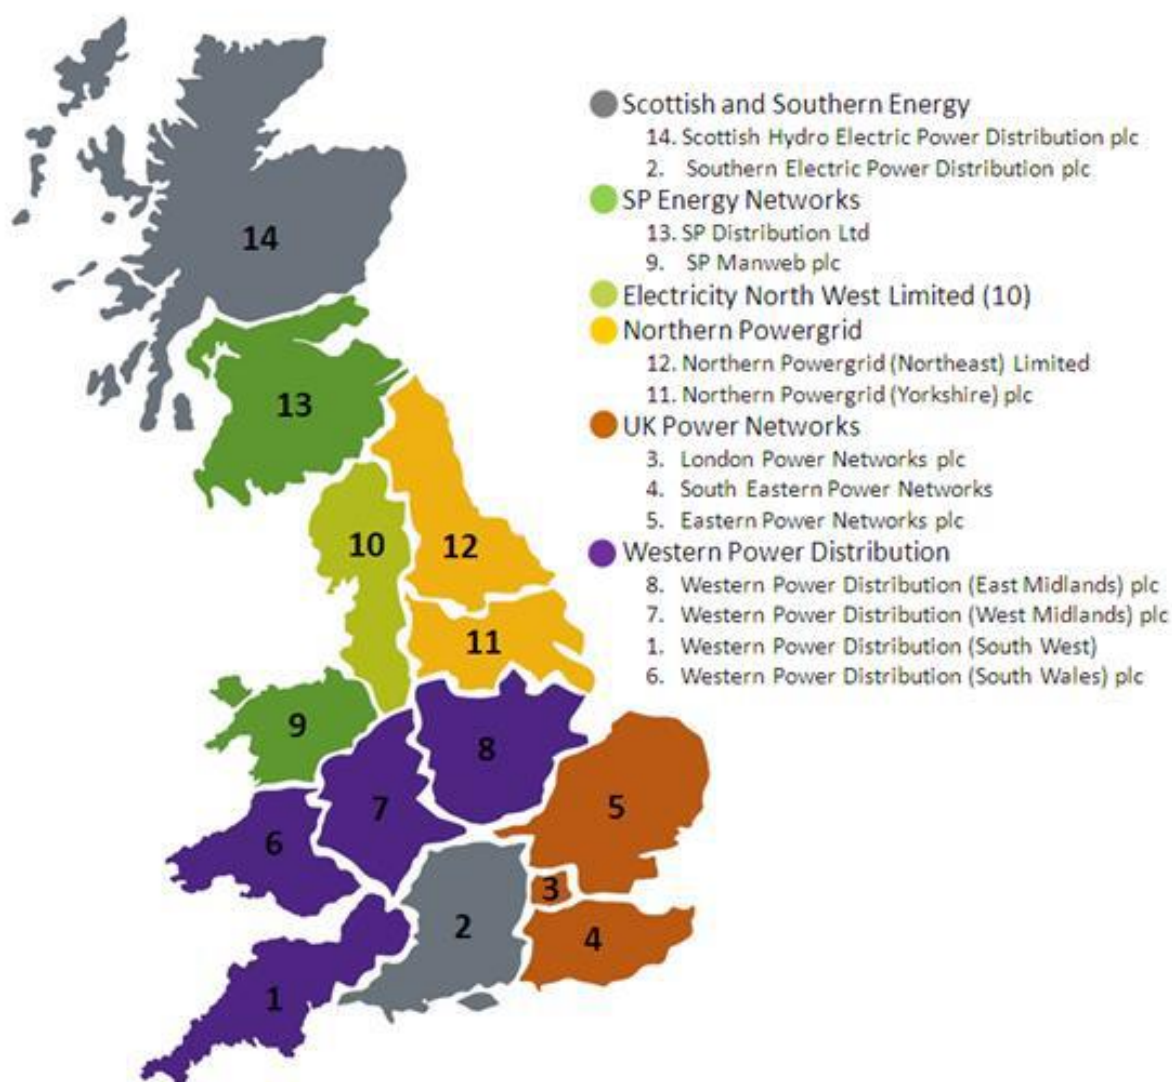 Scottish and Southern Energy
14. Scottish Hydro Electric Power Distribution plc
2. Southern Electric Power Distribution plc
SP Energy Networks
13. SP Distribution Ltd
9. SP Manweb plc
Electricity North West Limited (10)
Northern Powergrid
12. Northern Powergrid (Northeast) Limited
11. Northern Powergrid (Yorkshire) plc
UK Power Networks
3. London Power Networks plc
4. South Eastern Power Networks
5. Eastern Power Networks plc
Western Power Distribution
8. Western Power Distribution (East Midlands) plc
7. Western Power Distribution (West Midlands) plc
1. Western Power Distribution (South West)
6. Western Power Distribution (South Wales) plc
14
13
10
12
11
9
8
7
5
6
3
2
4
1